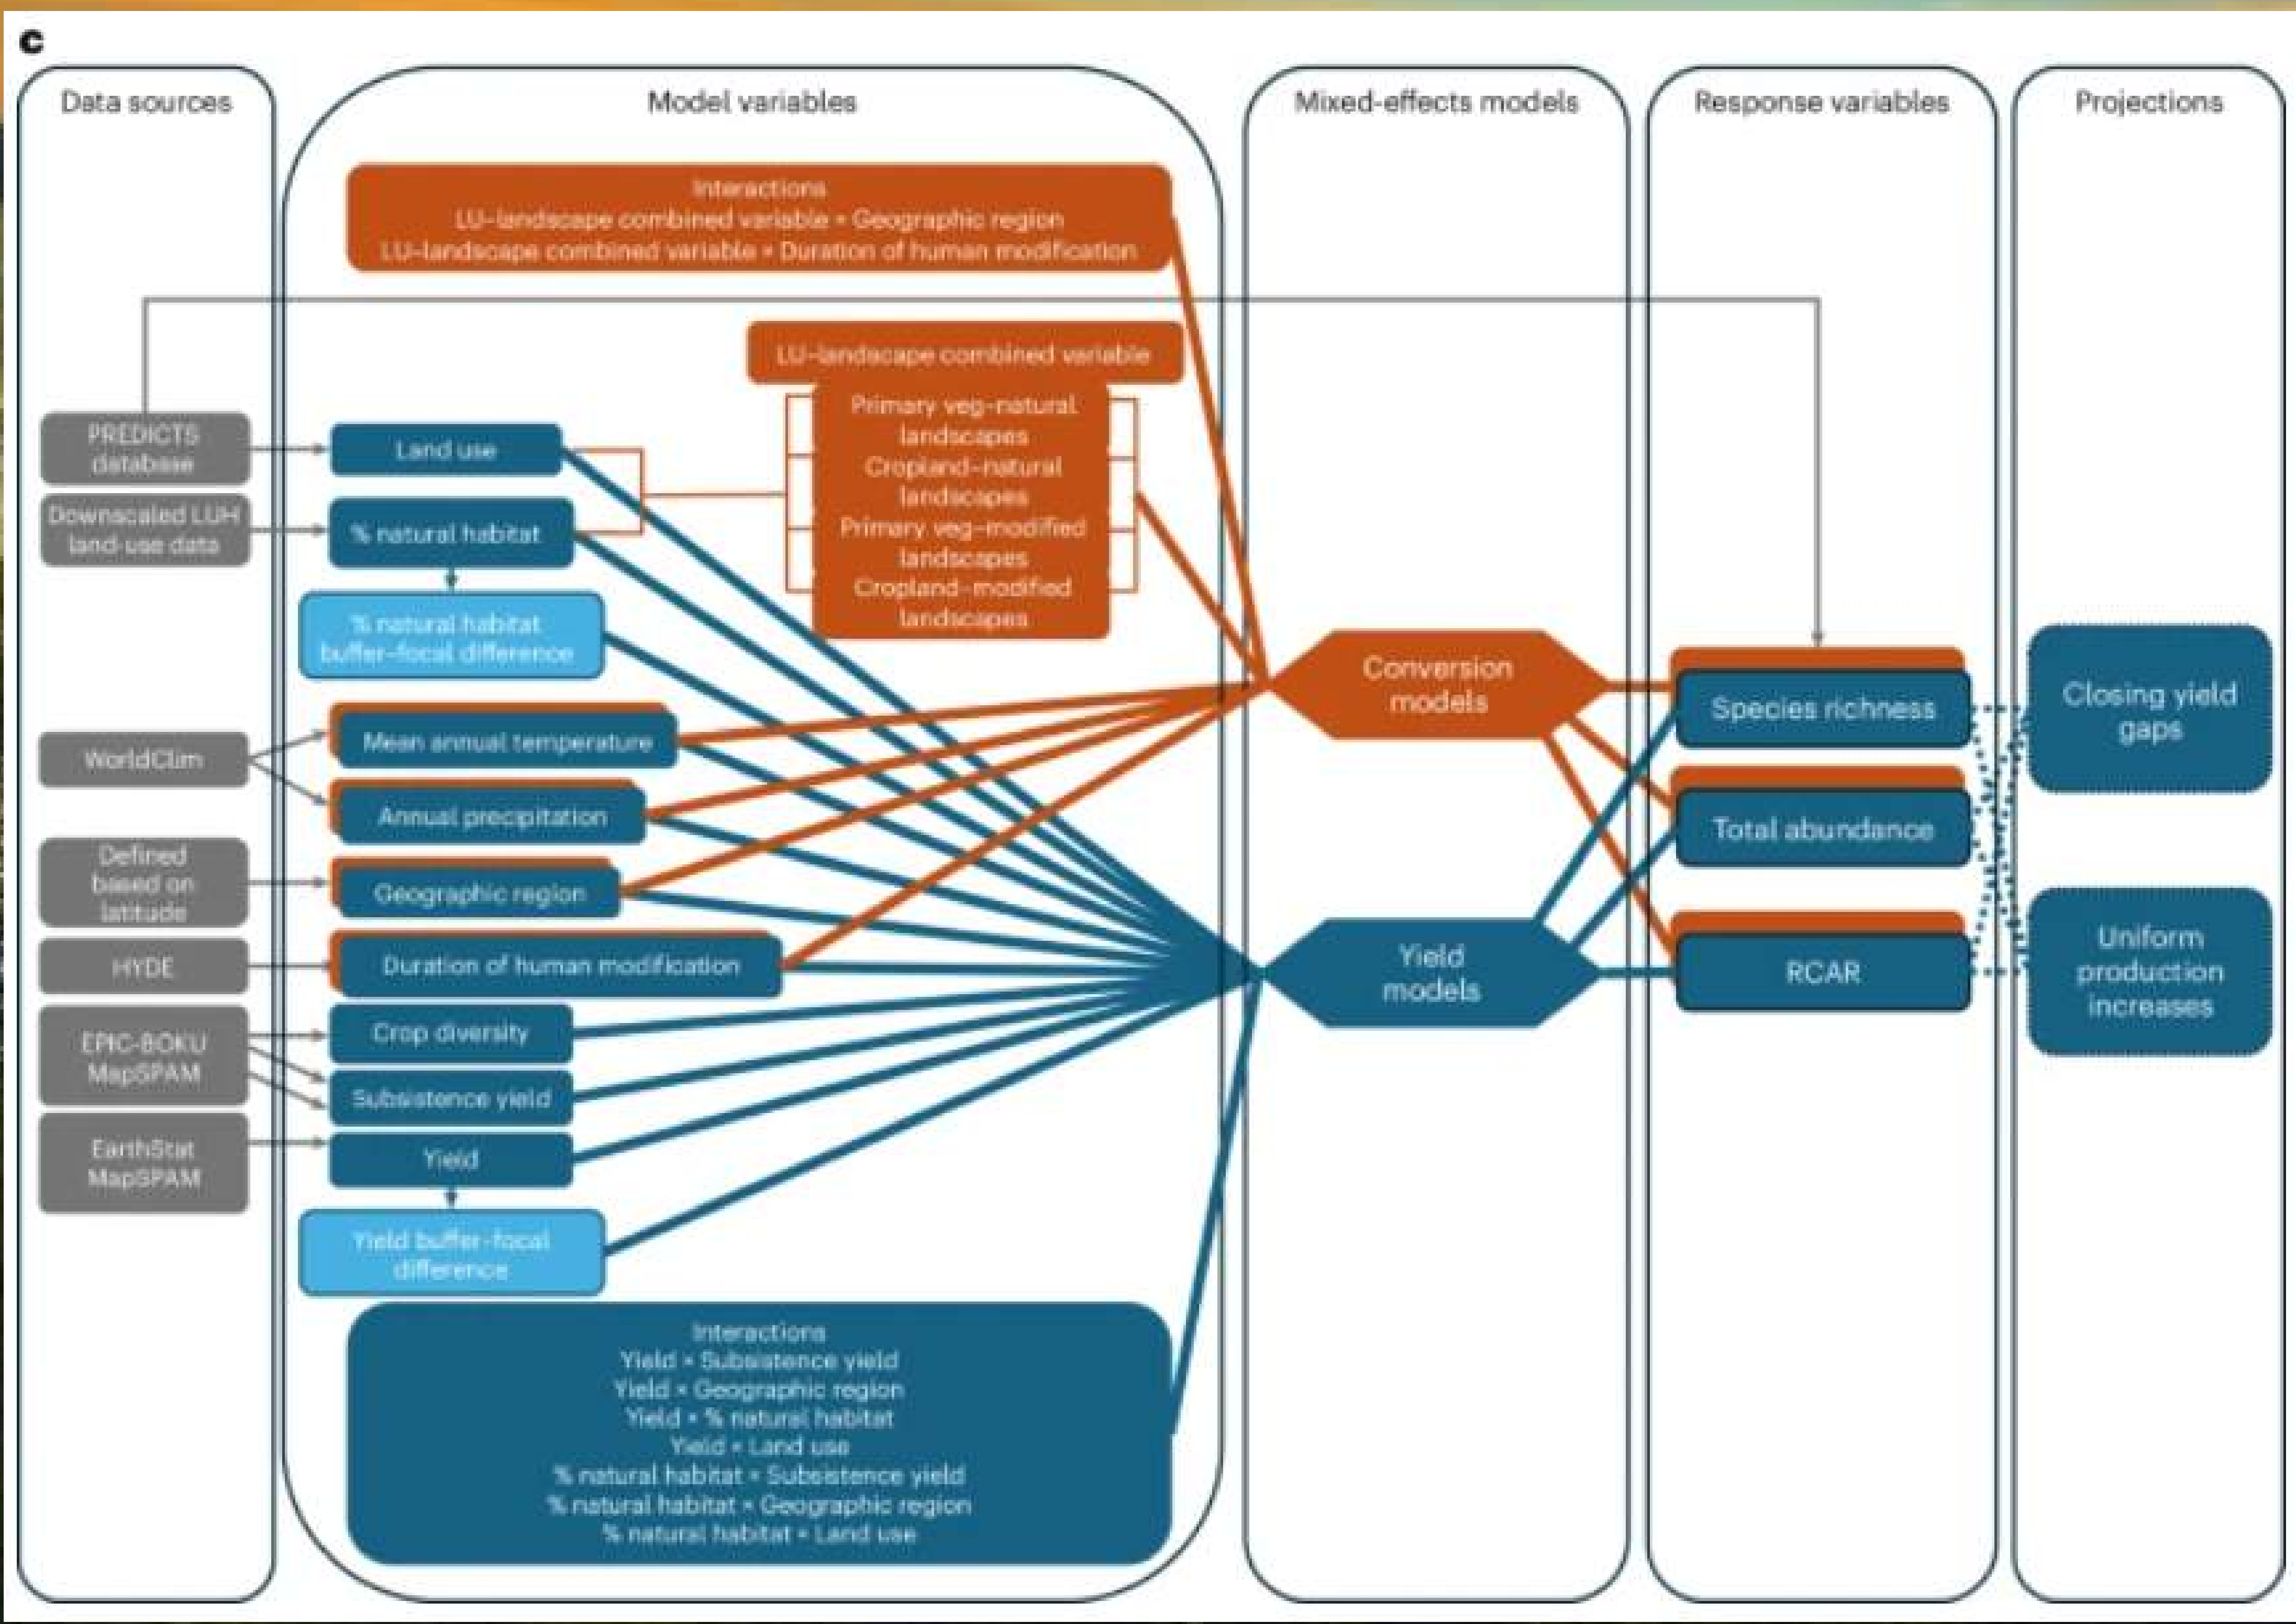 c
Data sources
Model variables
Mixed-effects models
Response variables
Projections
Interactions
LU–landscape combined variable × Geographic region
LU–landscape combined variable × Duration of human modification
LU–landscape combined variable
Primary veg–natural
landscapes
Cropland–natural
landscapes
Primary veg–modified
landscapes
Cropland–modified
landscapes
PREDICTS
database
Downscaled LUH
land-use data
WorldClim
Defined
based on
latitude
HYDE
EPIC-BOKU
MapSPAM
EarthStat
MapSPAM
Land use
% natural habitat
% natural habitat
buffer–focal difference
Mean annual temperature
Annual precipitation
Geographic region
Duration of human modification
Crop diversity
Subsistence yield
Yield
Yield buffer–focal
difference
Interactions
Yield × Subsistence yield
Yield × Geographic region
Yield × % natural habitat
Yield × Land use
% natural habitat × Subsistence yield
% natural habitat × Geographic region
% natural habitat × Land use
Conversion
models
Yield
models
Species richness
Total abundance
RCAR
Closing yield
gaps
Uniform
production
increases